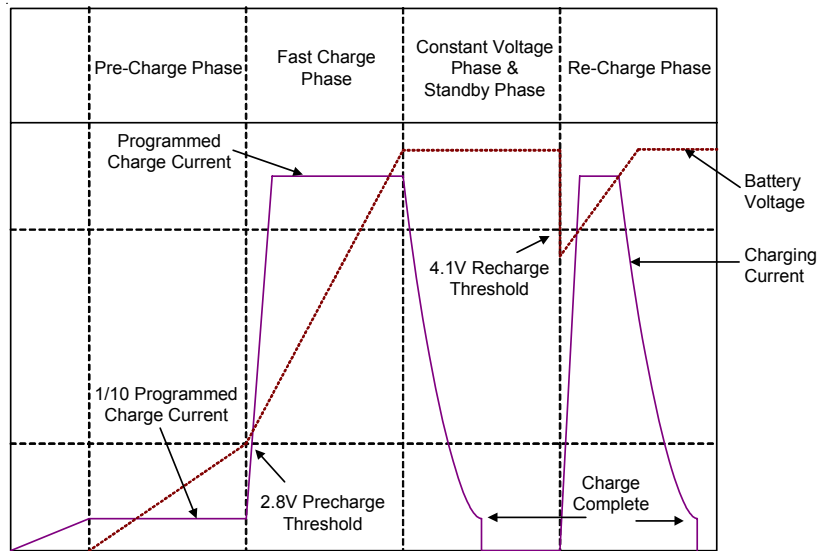 Pre-Charge Phase
Fast Charge
Phase
Constant Voltage
Phase &
Standby Phase
Re-Charge Phase
Programmed
Charge Current
Battery
Voltage
4.1V Recharge
Threshold
Charging
Current
1/10 Programmed
Charge Current
2.8V Precharge
Threshold
Charge
Complete